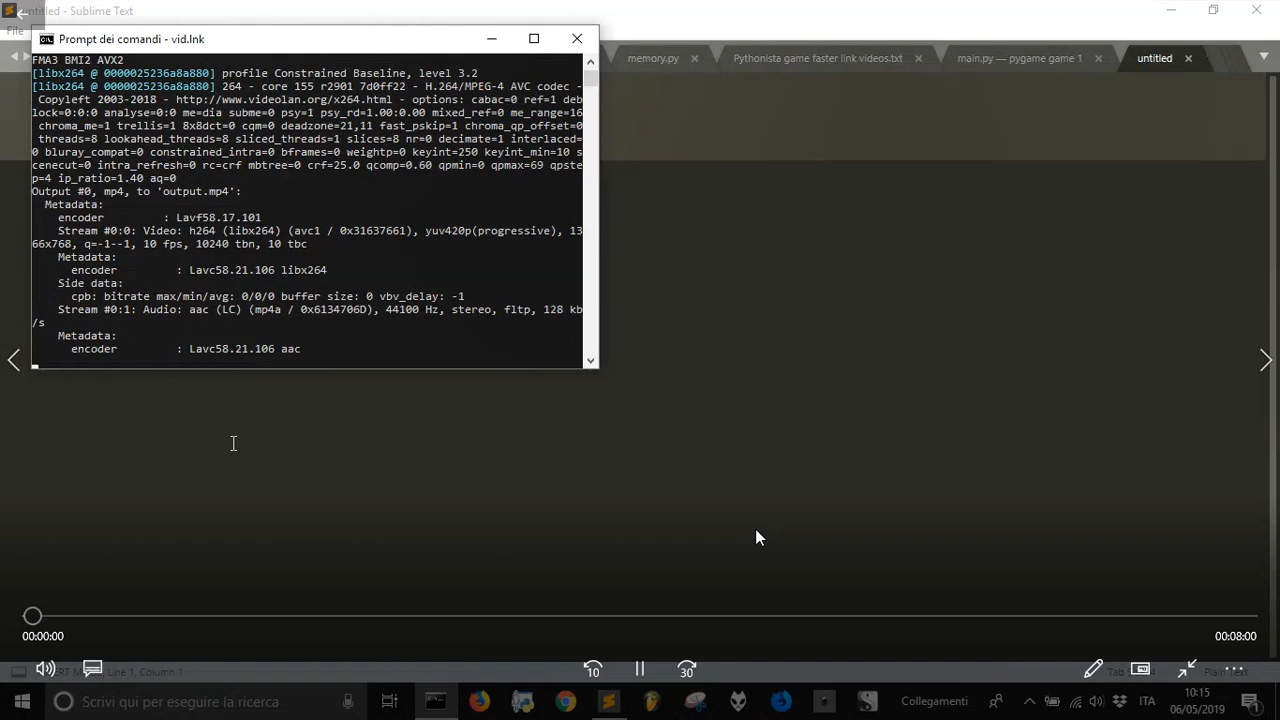 untitled - Sublime Text
File
Prompt dei comandi - vid.lnk
memory.py
Pythonista game faster link videos.txt
main.py — pygame game 1
untitled
FMA3 BMI2 AVX2
[libx264 @ 0000025236a8a880] profile Constrained Baseline, level 3.2
[libx264 @ 0000025236a8a880] 264 - core 155 r2901 7d0ff22 - H.264/MPEG-4 AVC codec -
Copyleft 2003-2018 - http://www.videolan.org/x264.html - options: cabac=0 ref=1 deb
lock=0:0:0 analyse=0:0 me=dia subme=0 psy=1 psy_rd=1.00:0.00 mixed_ref=0 me_range=16
chroma_me=1 trellis=1 8x8dct=0 cqm=0 deadzone=21,11 fast_pskip=1 chroma_qp_offset=0
threads=8 lookahead_threads=8 sliced_threads=1 slices=8 nr=0 decimate=1 interlaced=
0 bluray_compat=0 constrained_intra=0 bframes=0 weightp=0 keyint=250 keyint_min=10 s
cenecut=0 intra_refresh=0 rc=crf mbtree=0 crf=25.0 qcomp=0.60 qpmin=0 qpmax=69 qpste
p=4 ip_ratio=1.40 aq=0
Output #0, mp4, to 'output.mp4':
Metadata:
encoder : Lavf58.17.101
Stream #0:0: Video: h264 (libx264) (avc1 / 0x31637661), yuv420p(progressive), 13
66x768, q=-1--1, 10 fps, 10240 tbn, 10 tbc
Metadata:
encoder : Lavc58.21.106 libx264
Side data:
cpb: bitrate max/min/avg: 0/0/0 buffer size: 0 vbv_delay: -1
Stream #0:1: Audio: aac (LC) (mp4a / 0x6134706D), 44100 Hz, stereo, fltp, 128 kb
/s
Metadata:
encoder : Lavc58.21.106 aac
00:00:00
00:08:00
10
30
Line 1, Column 1
Plain Text
Scrivi qui per eseguire la ricerca
Collegamenti
ITA
10:15
06/05/2019
1